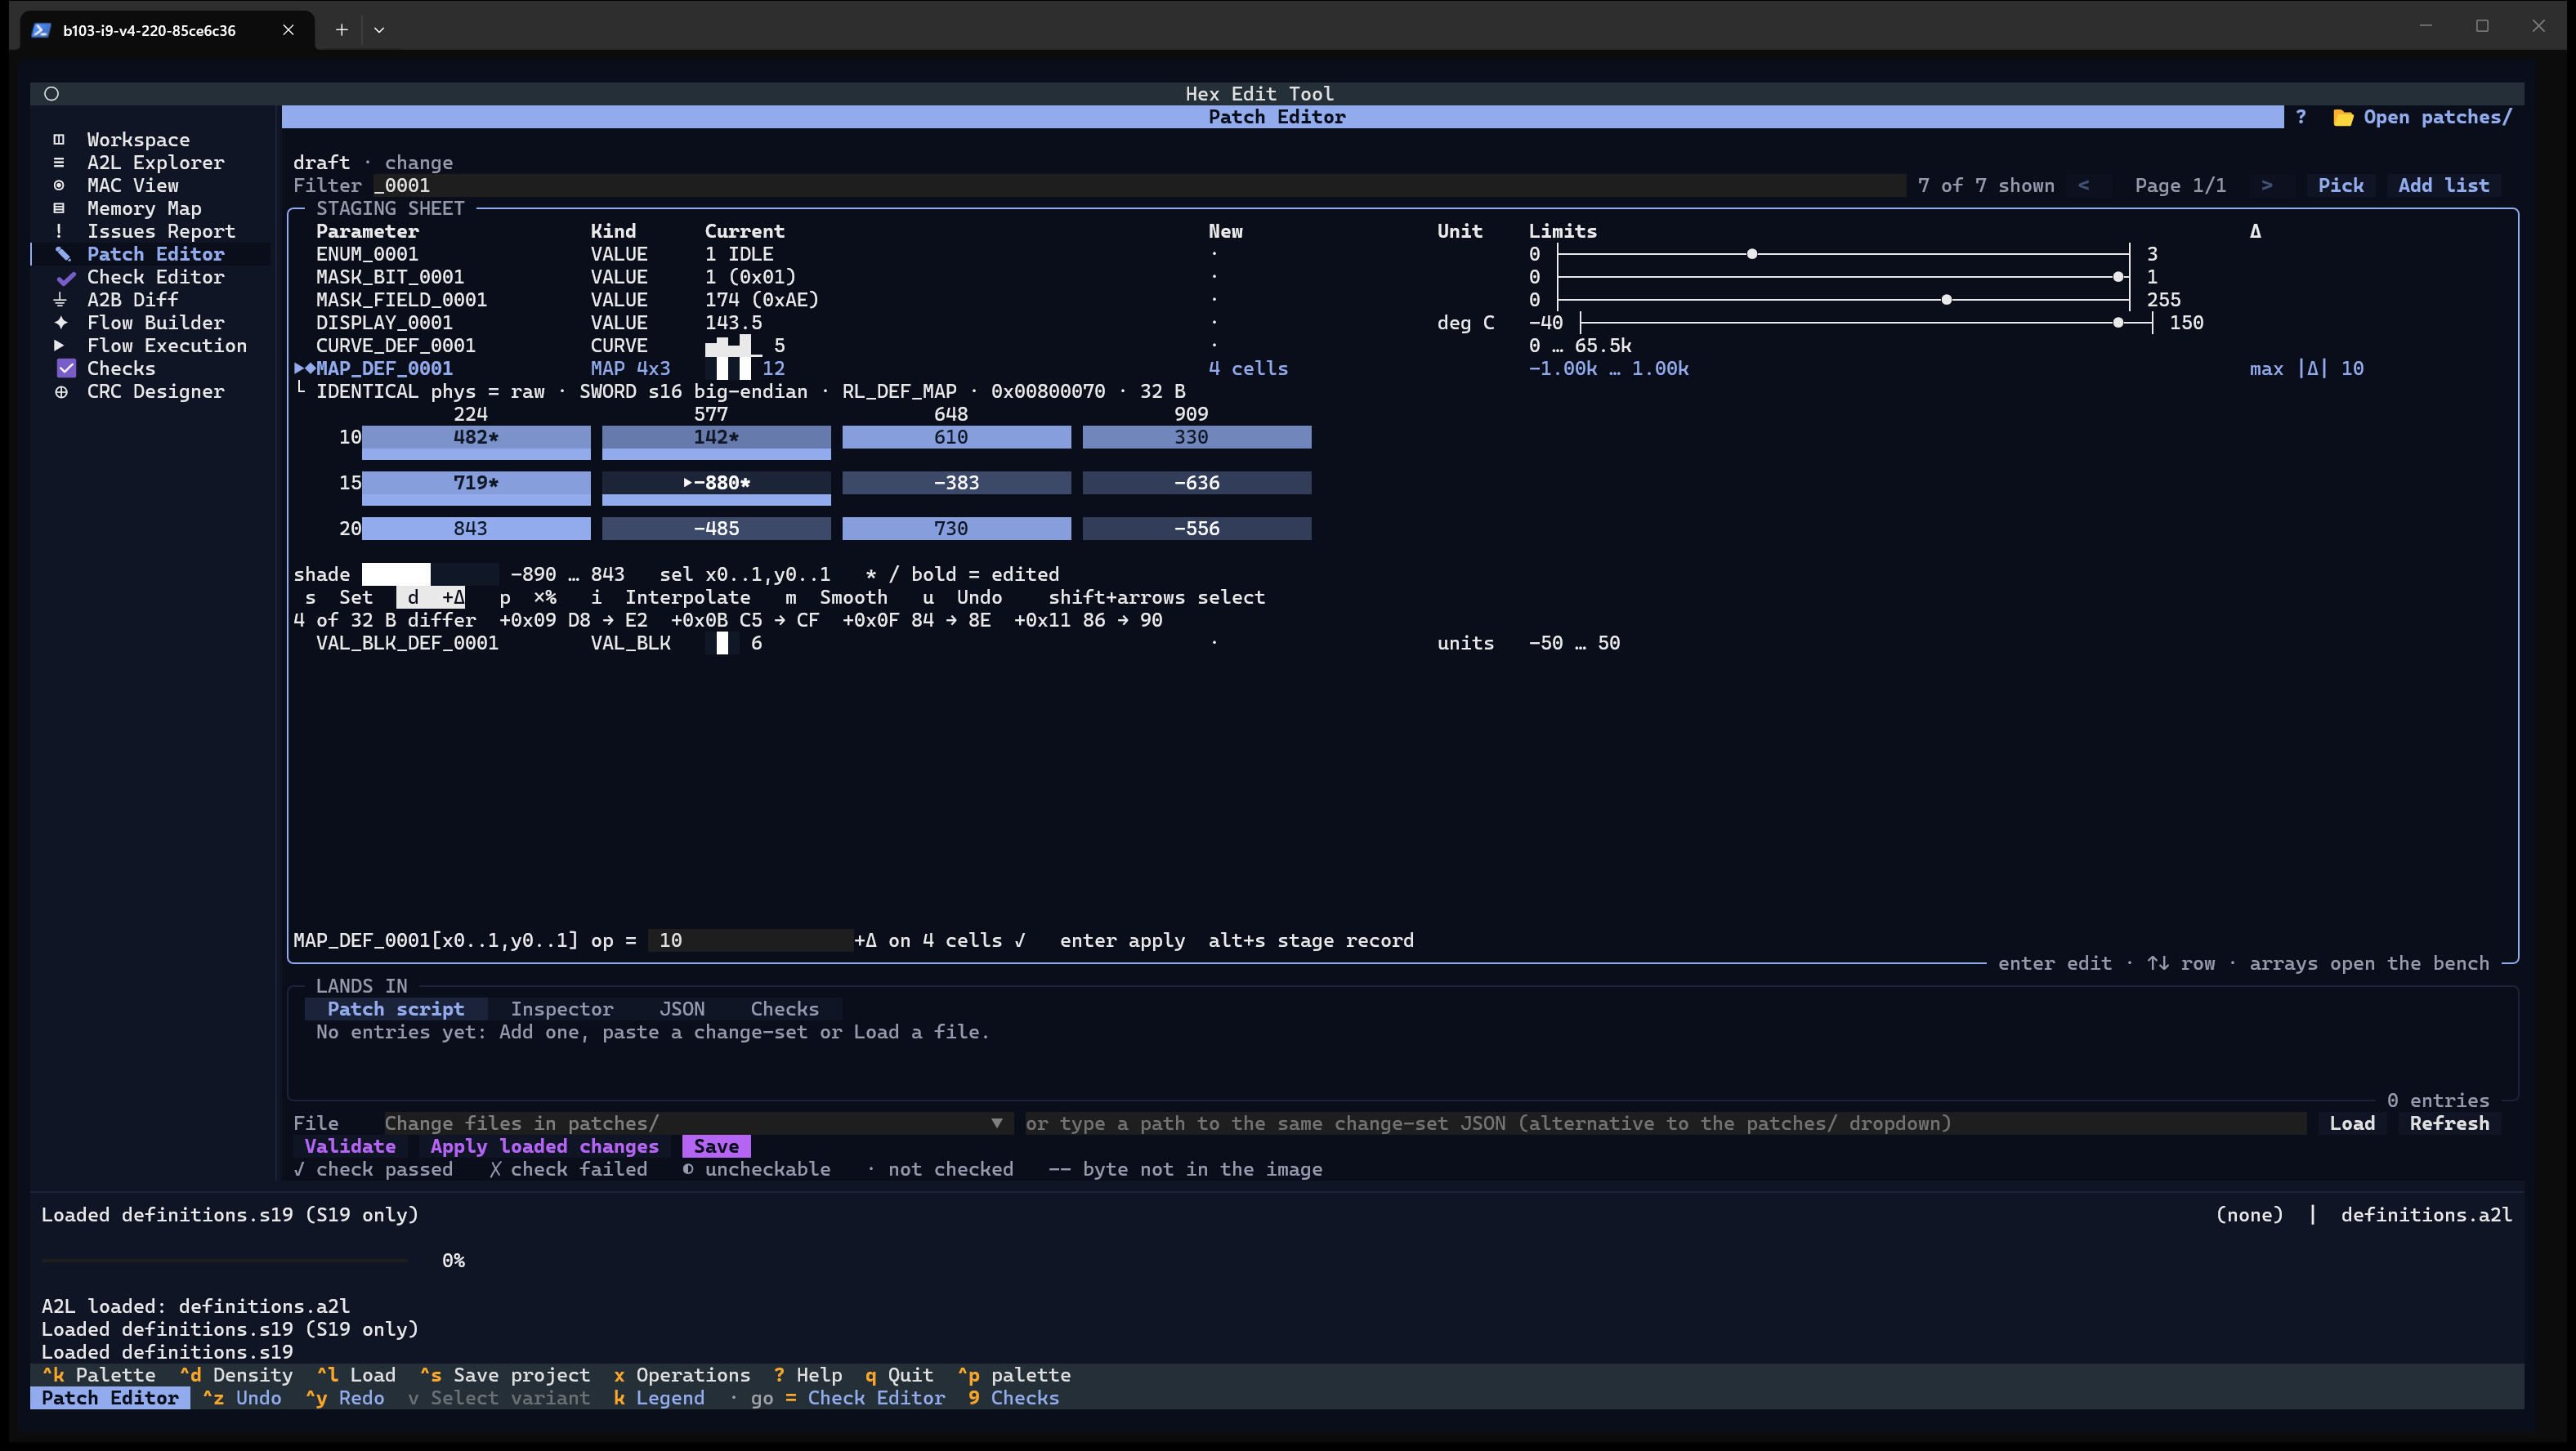 b103-i9-v4-220-85ce6c36
Hex Edit Tool
Patch Editor ? Open patches/
Workspace
A2L Explorer
MAC View
Memory Map
! Issues Report
Patch Editor
Check Editor
A2B Diff
Flow Builder
Flow Execution
Checks
CRC Designer
draft · change
Filter _0001 7 of 7 shown < Page 1/1 > Pick Add list
STAGING SHEET
Parameter Kind Current New Unit Limits Δ
ENUM_0001 VALUE 1 IDLE · 0 3
MASK_BIT_0001 VALUE 1 (0x01) · 0 1
MASK_FIELD_0001 VALUE 174 (0xAE) · 0 255
DISPLAY_0001 VALUE 143.5 · deg C -40 150
CURVE_DEF_0001 CURVE 5 · 0 … 65.5k
▶◆MAP_DEF_0001 MAP 4x3 12 4 cells -1.00k … 1.00k max |Δ| 10
└ IDENTICAL phys = raw · SWORD s16 big-endian · RL_DEF_MAP · 0x00800070 · 32 B
224 577 648 909
10 482* 142* 610 330
15 719* ▶-880* -383 -636
20 843 -485 730 -556
shade -890 … 843 sel x0..1,y0..1 * / bold = edited
s Set d +Δ p ×% i Interpolate m Smooth u Undo shift+arrows select
4 of 32 B differ +0x09 D8 → E2 +0x0B C5 → CF +0x0F 84 → 8E +0x11 86 → 90
VAL_BLK_DEF_0001 VAL_BLK 6 · units -50 … 50
MAP_DEF_0001[x0..1,y0..1] op = 10 +Δ on 4 cells ✓ enter apply alt+s stage record
enter edit · ↑↓ row · arrays open the bench
LANDS IN
Patch script Inspector JSON Checks
No entries yet: Add one, paste a change-set or Load a file.
0 entries
File Change files in patches/ ▼ or type a path to the same change-set JSON (alternative to the patches/ dropdown) Load Refresh
Validate Apply loaded changes Save
✓ check passed ✗ check failed ◐ uncheckable · not checked -- byte not in the image
Loaded definitions.s19 (S19 only) (none) | definitions.a2l
0%
A2L loaded: definitions.a2l
Loaded definitions.s19 (S19 only)
Loaded definitions.s19
^k Palette ^d Density ^l Load ^s Save project x Operations ? Help q Quit ^p palette
Patch Editor ^z Undo ^y Redo v Select variant k Legend · go = Check Editor 9 Checks